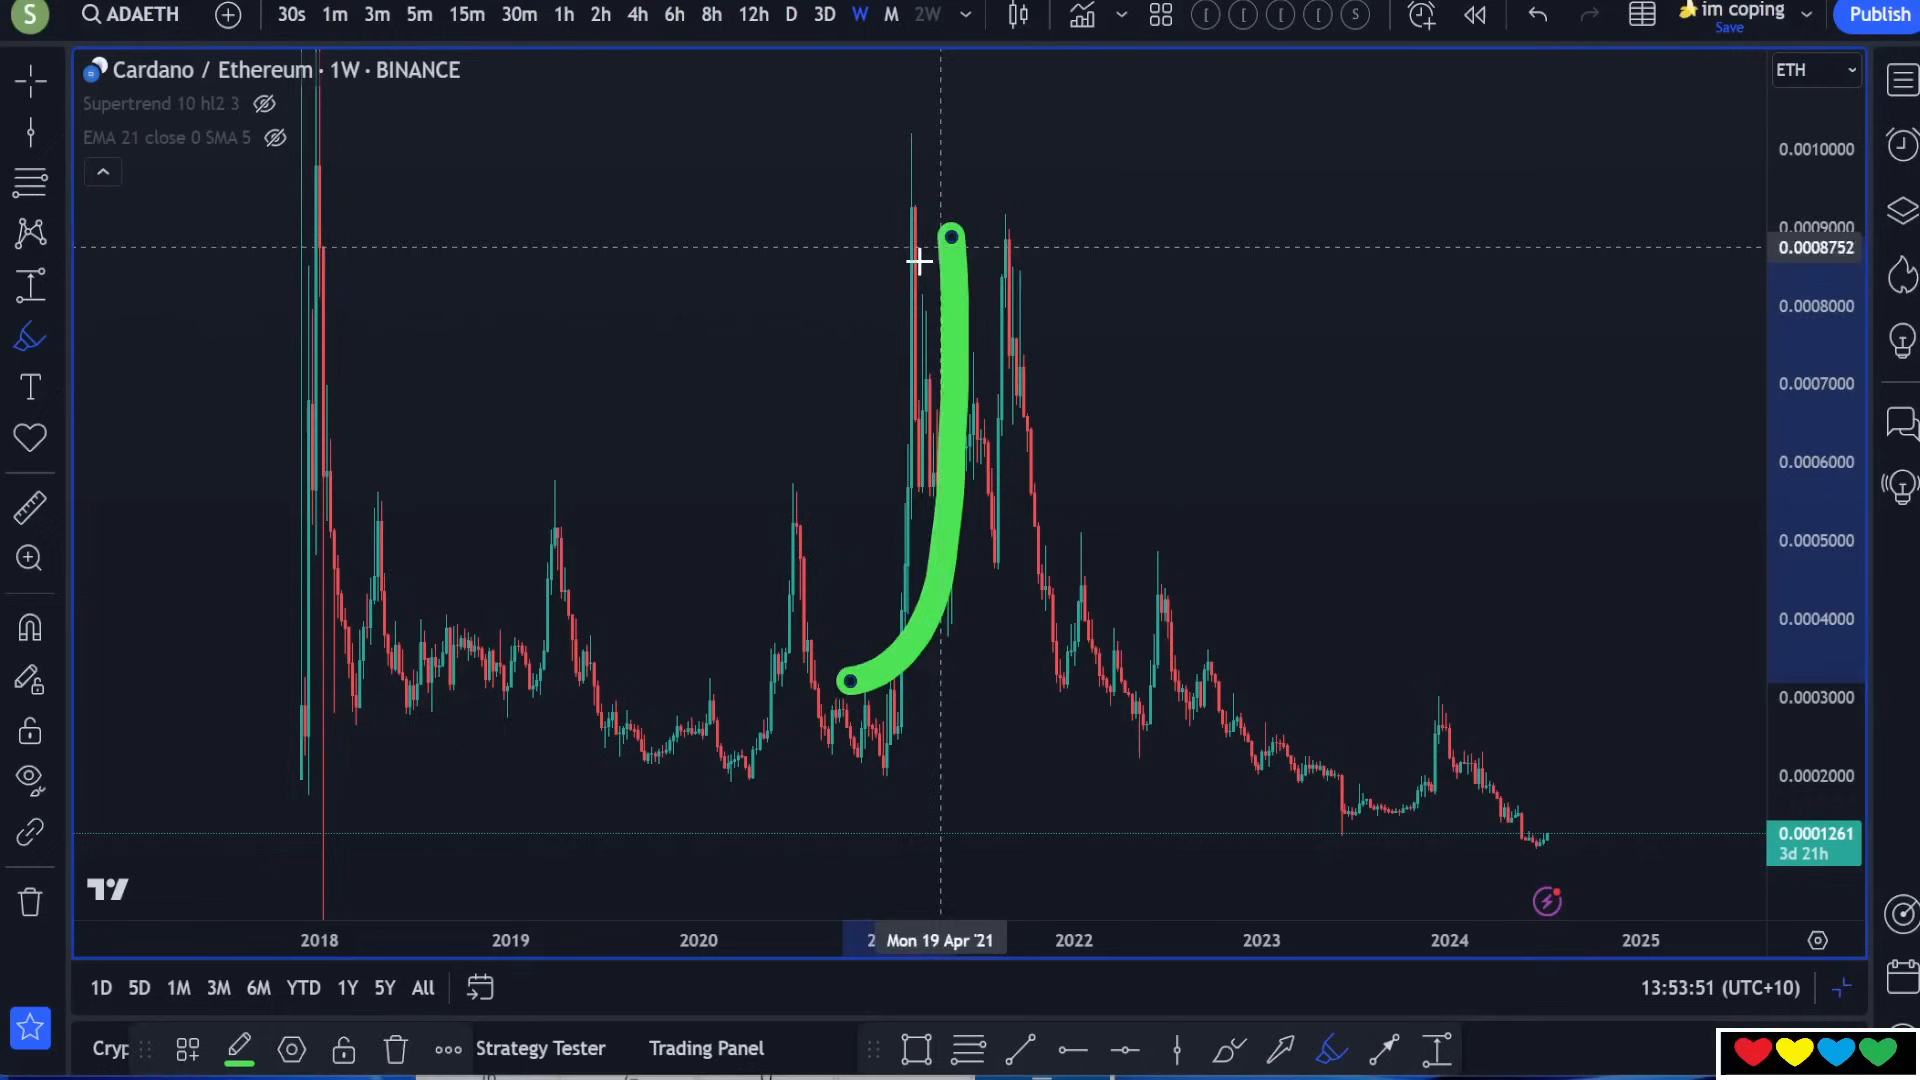 S
ADAETH
30s 1m 3m 5m 15m 30m 1h 2h 4h 6h 8h 12h D 3D W M 2W
S
im coping
Save
Publish
Cardano / Ethereum · 1W · BINANCE
Supertrend 10 hl2 3
EMA 21 close 0 SMA 5
ETH
0.0010000
0.0009000
0.0008752
0.0008000
0.0007000
0.0006000
0.0005000
0.0004000
0.0003000
0.0002000
0.0001261
3d 21h
2018 2019 2020 2 Mon 19 Apr '21 2022 2023 2024 2025
1D 5D 1M 3M 6M YTD 1Y 5Y All
13:53:51 (UTC+10)
Cryp
Strategy Tester
Trading Panel